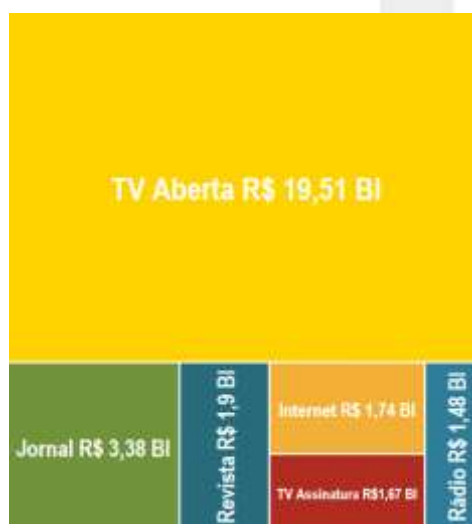 TV Aberta R$ 19,51 BI
Jornal R$ 3,38 BI
Revista R$ 1,9 BI
Internet R$ 1,74 BI
TV Assinatura R$1,67 BI
Rádio R$ 1,48 BI